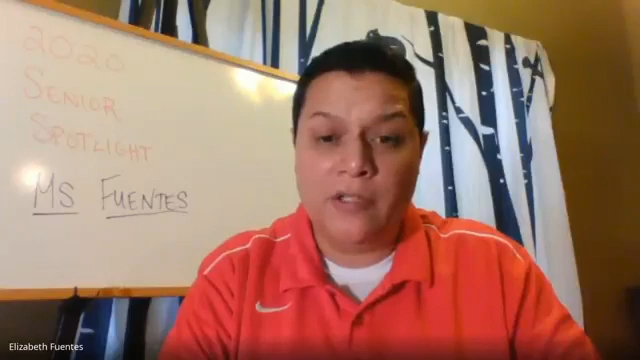 2020
SENIOR
SPOTLIGHT
MS FUENTES
Elizabeth Fuentes